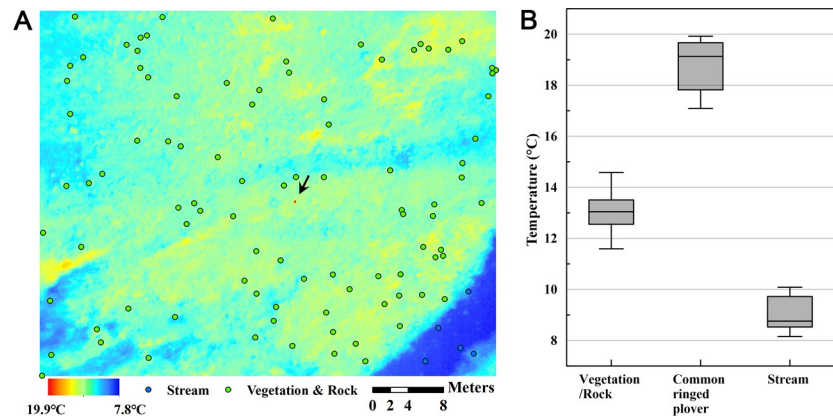 A
19.9°C 7.8°C
Stream
Vegetation & Rock
Meters
0 2 4 8
B
Temperature (°C)
20
18
16
14
12
10
8
Vegetation
/Rock
Common
ringed
plover
Stream